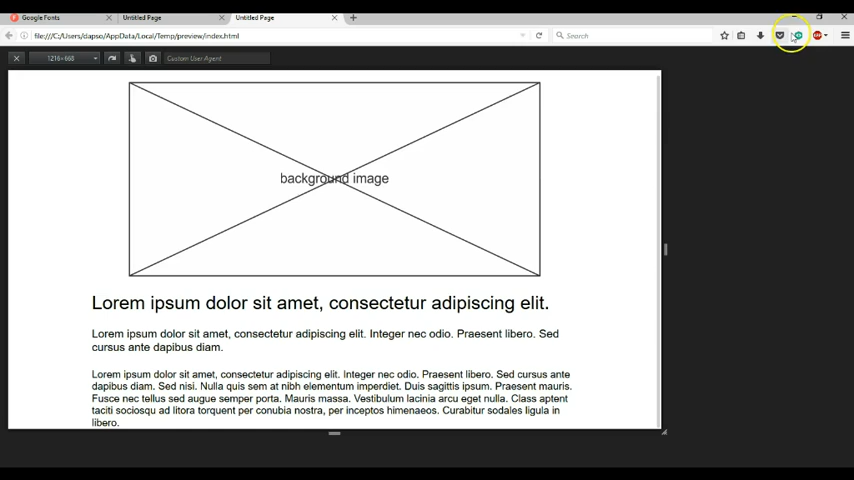 Google Fonts
Untitled Page
Untitled Page
file:///C:/Users/dapso/AppData/Local/Temp/preview/index.html
Search
1216×668
Custom User Agent
background image
Lorem ipsum dolor sit amet, consectetur adipiscing elit.
Lorem ipsum dolor sit amet, consectetur adipiscing elit. Integer nec odio. Praesent libero. Sed
cursus ante dapibus diam.
Lorem ipsum dolor sit amet, consectetur adipiscing elit. Integer nec odio. Praesent libero. Sed cursus ante
dapibus diam. Sed nisi. Nulla quis sem at nibh elementum imperdiet. Duis sagittis ipsum. Praesent mauris.
Fusce nec tellus sed augue semper porta. Mauris massa. Vestibulum lacinia arcu eget nulla. Class aptent
taciti sociosqu ad litora torquent per conubia nostra, per inceptos himenaeos. Curabitur sodales ligula in
libero.